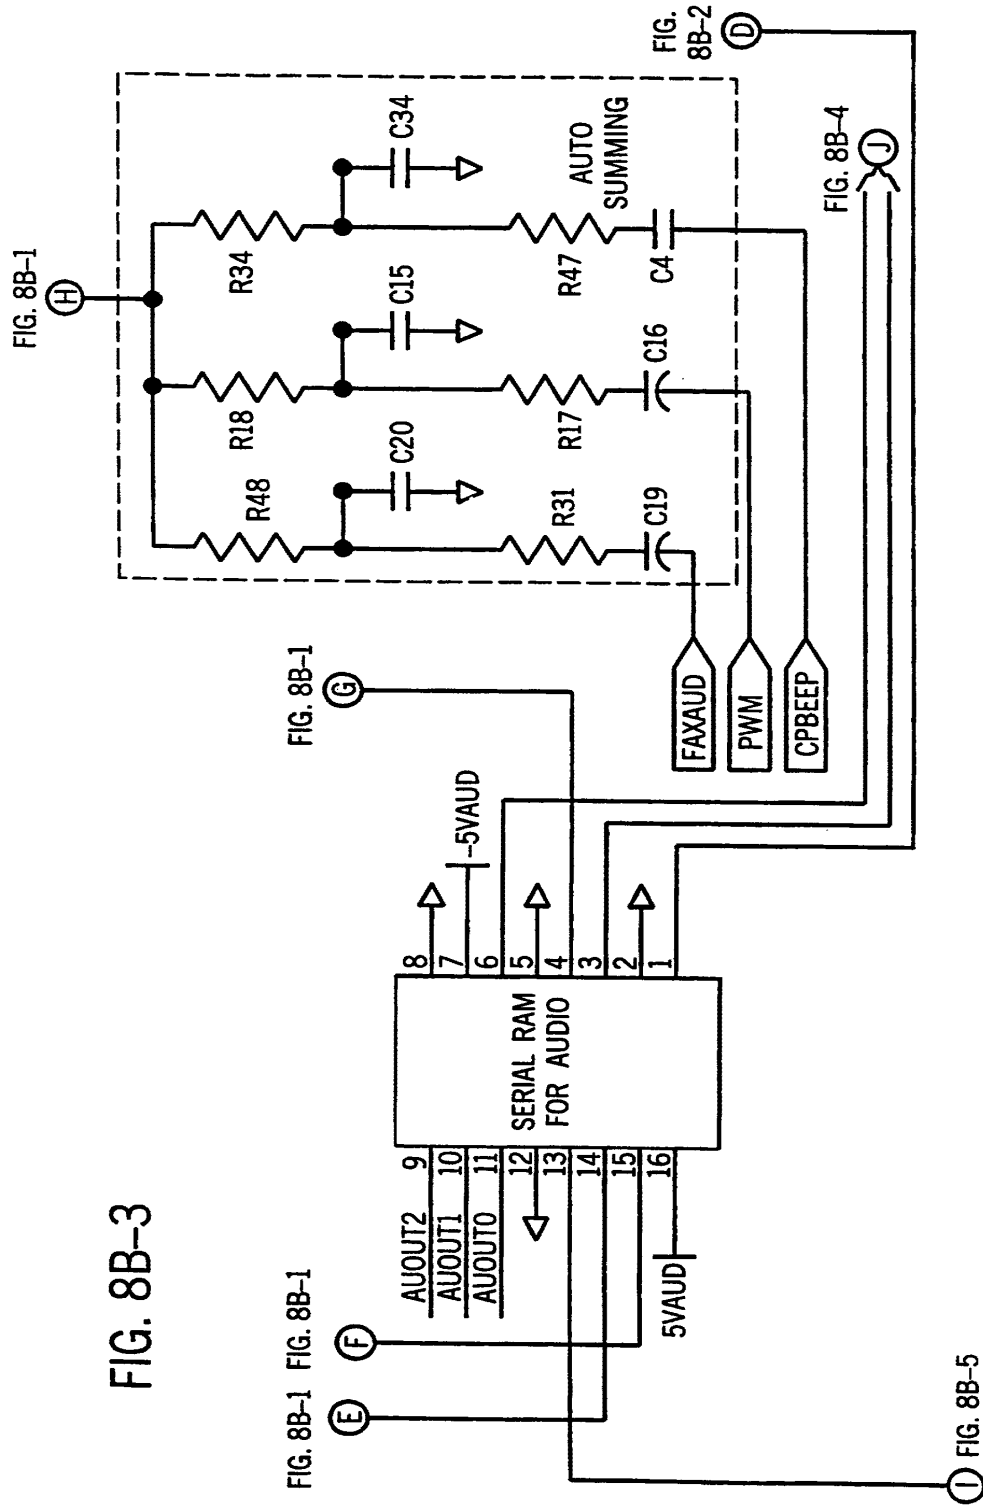 FIG. 8B-3
FIG. 8B-1
H
R48
R18
R34
C20
C15
C34
R31
R17
R47
C19
C16
C4
AUTO
SUMMING
FIG.
8B-2
D
FIG. 8B-4
J
FIG. 8B-1
G
FAXAUD
PWM
CPBEEP
-5VAUD
8
7
6
5
4
3
2
1
SERIAL RAM
FOR AUDIO
9
10
11
12
13
14
15
16
AUOUT2
AUOUT1
AUOUT0
5VAUD
FIG. 8B-1
F
FIG. 8B-1
E
I
FIG. 8B-5